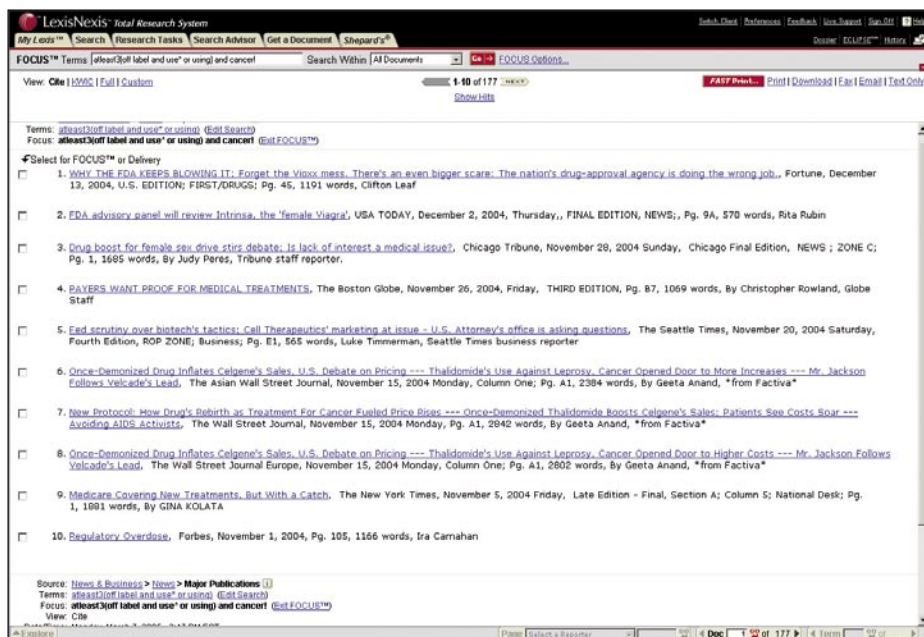 LexisNexis™ Total Research System
Switch Client | Preferences | Feedback | Live Support | Sign Off | ? Help
My Lexis™ Search Research Tasks Search Advisor Get a Document Shepard's®
Dossier | ECLIPSE™ | History
FOCUS™ Terms atleast3(off label and use* or using) and cancer! Search Within All Documents Go FOCUS Options...
View: Cite | KWIC | Full | Custom
1-10 of 177 NEXT
FAST Print... Print | Download | Fax | Email | Text Only
Show Hits
Terms: atleast3(off label and use* or using) (Edit Search)
Focus: atleast3(off label and use* or using) and cancer! (Exit FOCUS™)
Select for FOCUS™ or Delivery
1. WHY THE FDA KEEPS BLOWING IT; Forget the Vioxx mess. There's an even bigger scare: The nation's drug-approval agency is doing the wrong job., Fortune, December
13, 2004, U.S. EDITION; FIRST/DRUGS; Pg. 45, 1191 words, Clifton Leaf
2. FDA advisory panel will review Intrinsa, the 'female Viagra', USA TODAY, December 2, 2004, Thursday,, FINAL EDITION, NEWS;, Pg. 9A, 570 words, Rita Rubin
3. Drug boost for female sex drive stirs debate; Is lack of interest a medical issue?, Chicago Tribune, November 28, 2004 Sunday, Chicago Final Edition, NEWS ; ZONE C;
Pg. 1, 1685 words, By Judy Peres, Tribune staff reporter.
4. PAYERS WANT PROOF FOR MEDICAL TREATMENTS, The Boston Globe, November 26, 2004, Friday, THIRD EDITION, Pg. B7, 1069 words, By Christopher Rowland, Globe
Staff
5. Fed scrutiny over biotech's tactics; Cell Therapeutics' marketing at issue - U.S. Attorney's office is asking questions, The Seattle Times, November 20, 2004 Saturday,
Fourth Edition, ROP ZONE; Business; Pg. E1, 565 words, Luke Timmerman, Seattle Times business reporter
6. Once-Demonized Drug Inflates Celgene's Sales, U.S. Debate on Pricing --- Thalidomide's Use Against Leprosy, Cancer Opened Door to More Increases --- Mr. Jackson
Follows Velcade's Lead, The Asian Wall Street Journal, November 15, 2004 Monday, Column One; Pg. A1, 2384 words, By Geeta Anand, *from Factiva*
7. New Protocol: How Drug's Rebirth as Treatment For Cancer Fueled Price Rises --- Once-Demonized Thalidomide Boosts Celgene's Sales; Patients See Costs Soar ---
Avoiding AIDS Activists, The Wall Street Journal, November 15, 2004 Monday, Pg. A1, 2842 words, By Geeta Anand, *from Factiva*
8. Once-Demonized Drug Inflates Celgene's Sales, U.S. Debate on Pricing --- Thalidomide's Use Against Leprosy, Cancer Opened Door to Higher Costs --- Mr. Jackson Follows
Velcade's Lead, The Wall Street Journal Europe, November 15, 2004 Monday, Column One; Pg. A1, 2802 words, By Geeta Anand, *from Factiva*
9. Medicare Covering New Treatments, But With a Catch, The New York Times, November 5, 2004 Friday, Late Edition - Final, Section A; Column 5; National Desk; Pg.
1, 1881 words, By GINA KOLATA
10. Regulatory Overdose, Forbes, November 1, 2004, Pg. 105, 1166 words, Ira Carnahan
Source: News & Business > News > Major Publications
Terms: atleast3(off label and use* or using) (Edit Search)
Focus: atleast3(off label and use* or using) and cancer! (Exit FOCUS™)
View: Cite
Explore Page Select a Reporter Doc 1 of 177 Term of